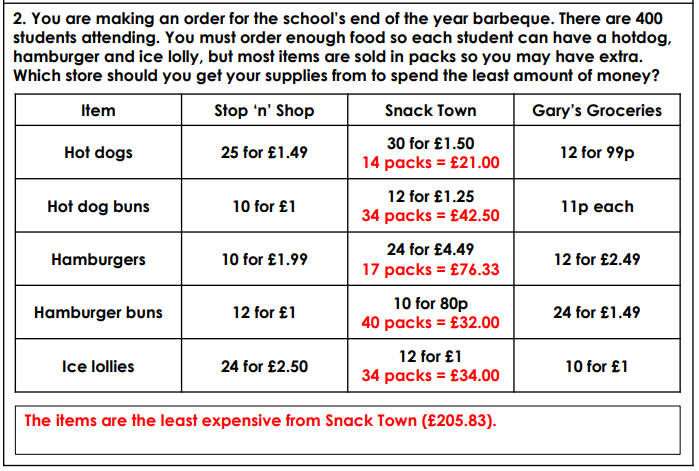 2. You are making an order for the school's end of the year barbeque. There are 400
students attending. You must order enough food so each student can have a hotdog,
hamburger and ice lolly, but most items are sold in packs so you may have extra.
Which store should you get your supplies from to spend the least amount of money?
Item Stop 'n' Shop Snack Town Gary's Groceries
Hot dogs 25 for £1.49 30 for £1.50 12 for 99p
14 packs = £21.00
Hot dog buns 10 for £1 12 for £1.25 11p each
34 packs = £42.50
Hamburgers 10 for £1.99 24 for £4.49 12 for £2.49
17 packs = £76.33
Hamburger buns 12 for £1 10 for 80p 24 for £1.49
40 packs = £32.00
Ice lollies 24 for £2.50 12 for £1 10 for £1
34 packs = £34.00
The items are the least expensive from Snack Town (£205.83).